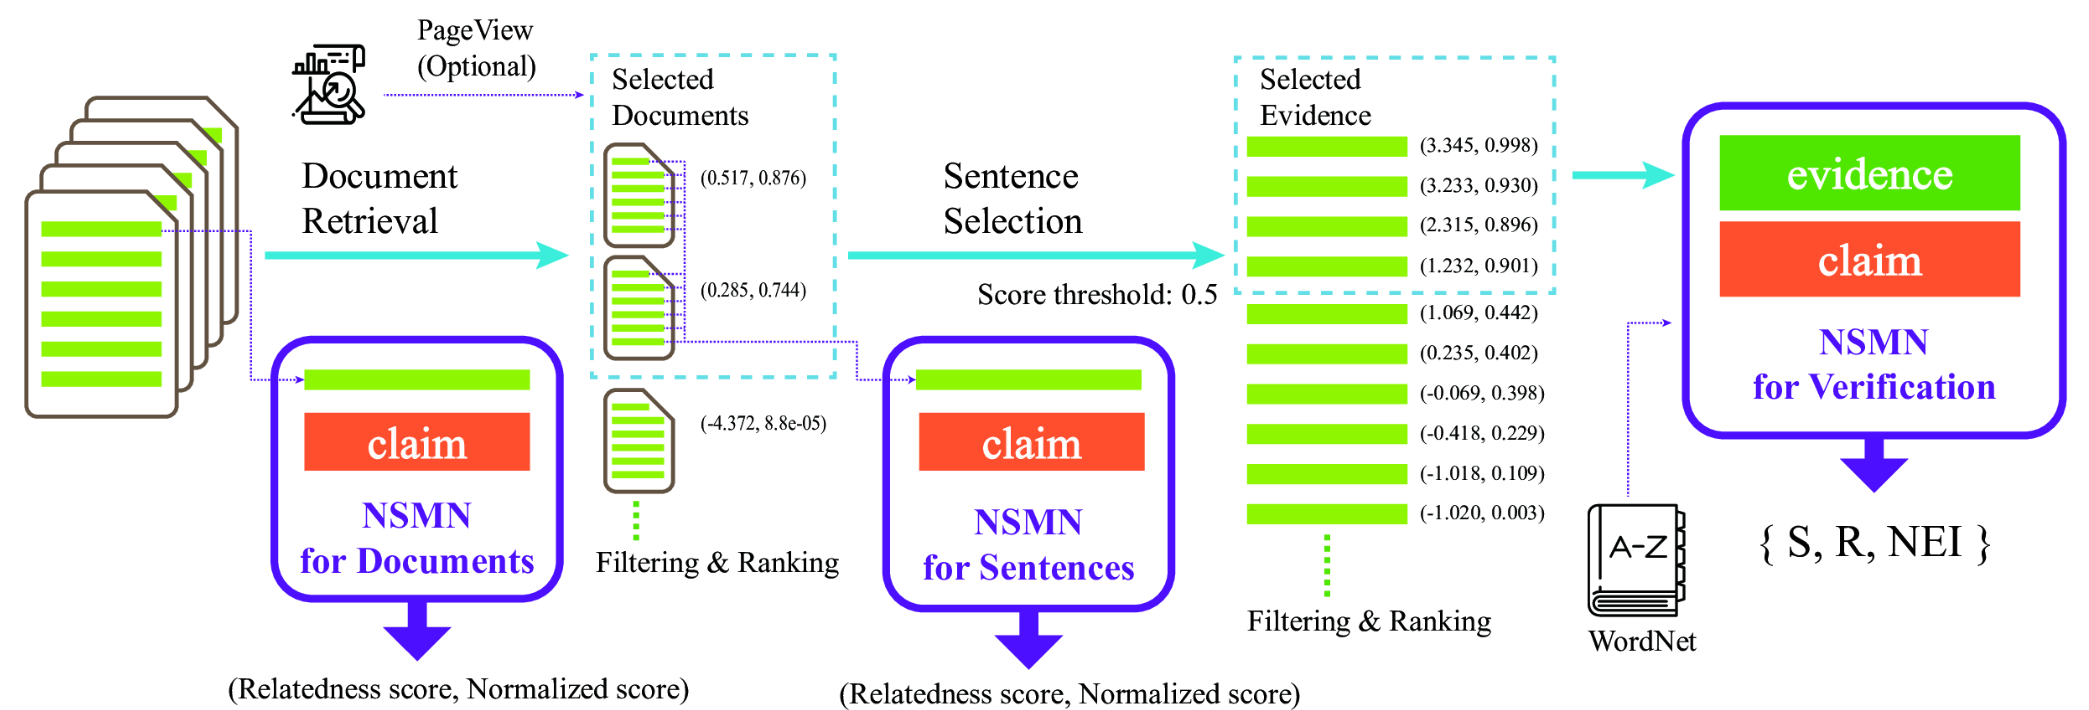 PageView
(Optional)
Document
Retrieval
claim
NSMN
for Documents
(Relatedness score, Normalized score)
Selected
Documents
(0.517, 0.876)
(0.285, 0.744)
(-4.372, 8.8e-05)
Filtering & Ranking
Sentence
Selection
Score threshold: 0.5
claim
NSMN
for Sentences
(Relatedness score, Normalized score)
Selected
Evidence
(3.345, 0.998)
(3.233, 0.930)
(2.315, 0.896)
(1.232, 0.901)
(1.069, 0.442)
(0.235, 0.402)
(-0.069, 0.398)
(-0.418, 0.229)
(-1.018, 0.109)
(-1.020, 0.003)
Filtering & Ranking
evidence
claim
NSMN
for Verification
{ S, R, NEI }
A-Z
WordNet